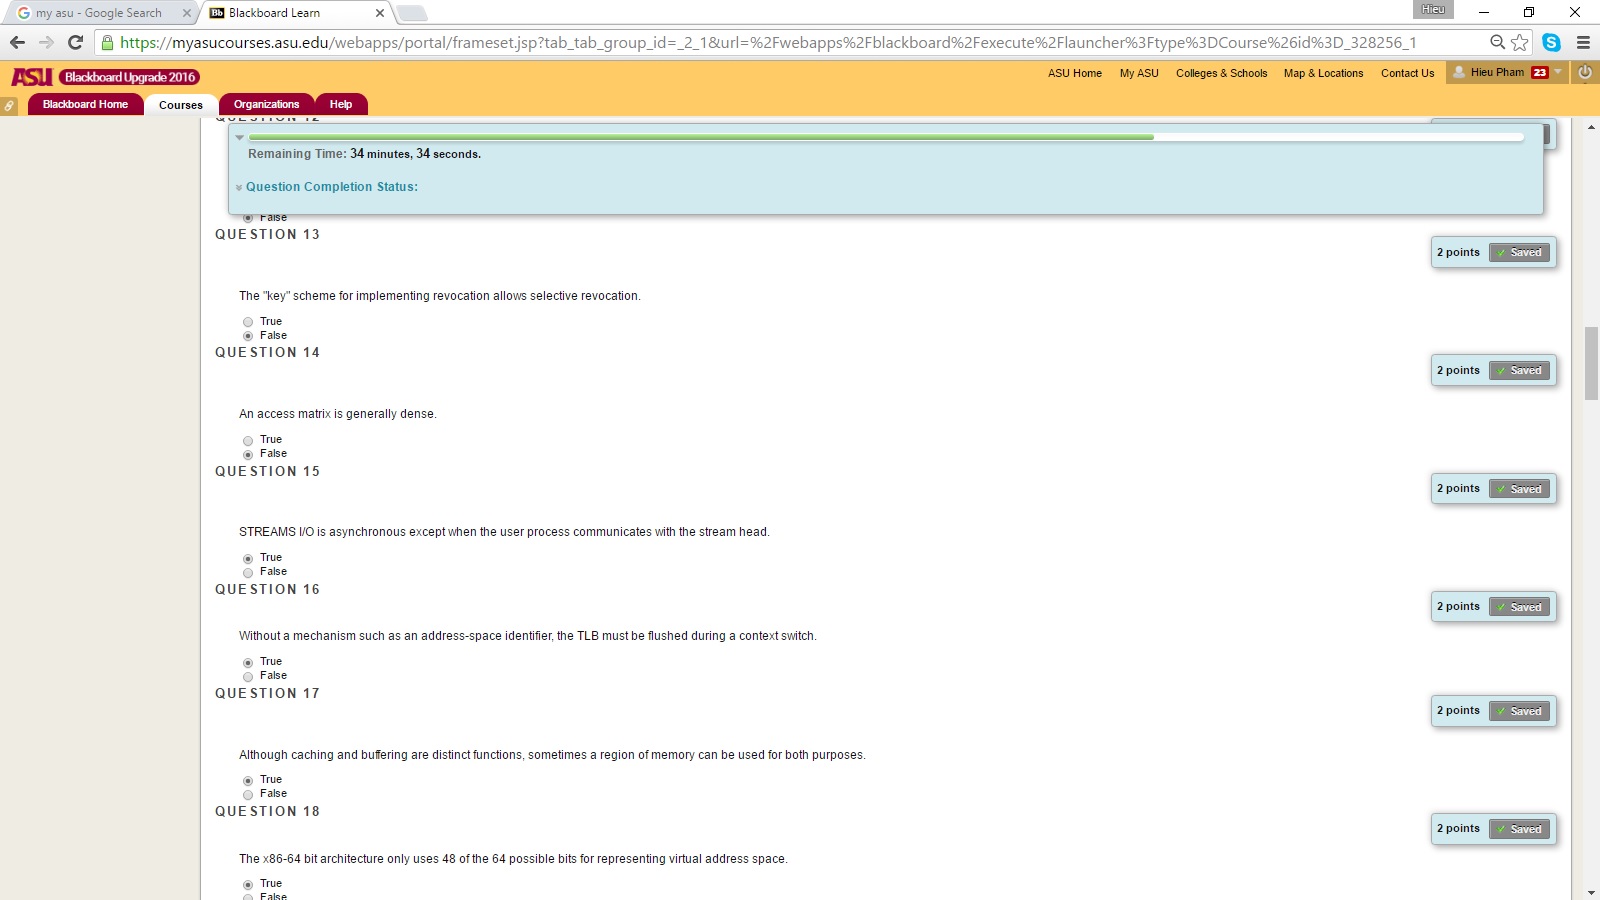 my asu - Google Search
Blackboard Learn
Hieu
https://myasucourses.asu.edu/webapps/portal/frameset.jsp?tab_tab_group_id=_2_1&url=%2Fwebapps%2Fblackboard%2Fexecute%2Flauncher%3Ftype%3DCourse%26id%3D_328256_1
ASU Blackboard Upgrade 2016
ASU Home My ASU Colleges & Schools Map & Locations Contact Us Hieu Pham 23
Blackboard Home Courses Organizations Help
QUESTION 12
Remaining Time: 34 minutes, 34 seconds.
Question Completion Status:
False
QUESTION 13
2 points Saved
The "key" scheme for implementing revocation allows selective revocation.
True
False
QUESTION 14
2 points Saved
An access matrix is generally dense.
True
False
QUESTION 15
2 points Saved
STREAMS I/O is asynchronous except when the user process communicates with the stream head.
True
False
QUESTION 16
2 points Saved
Without a mechanism such as an address-space identifier, the TLB must be flushed during a context switch.
True
False
QUESTION 17
2 points Saved
Although caching and buffering are distinct functions, sometimes a region of memory can be used for both purposes.
True
False
QUESTION 18
2 points Saved
The x86-64 bit architecture only uses 48 of the 64 possible bits for representing virtual address space.
True
False